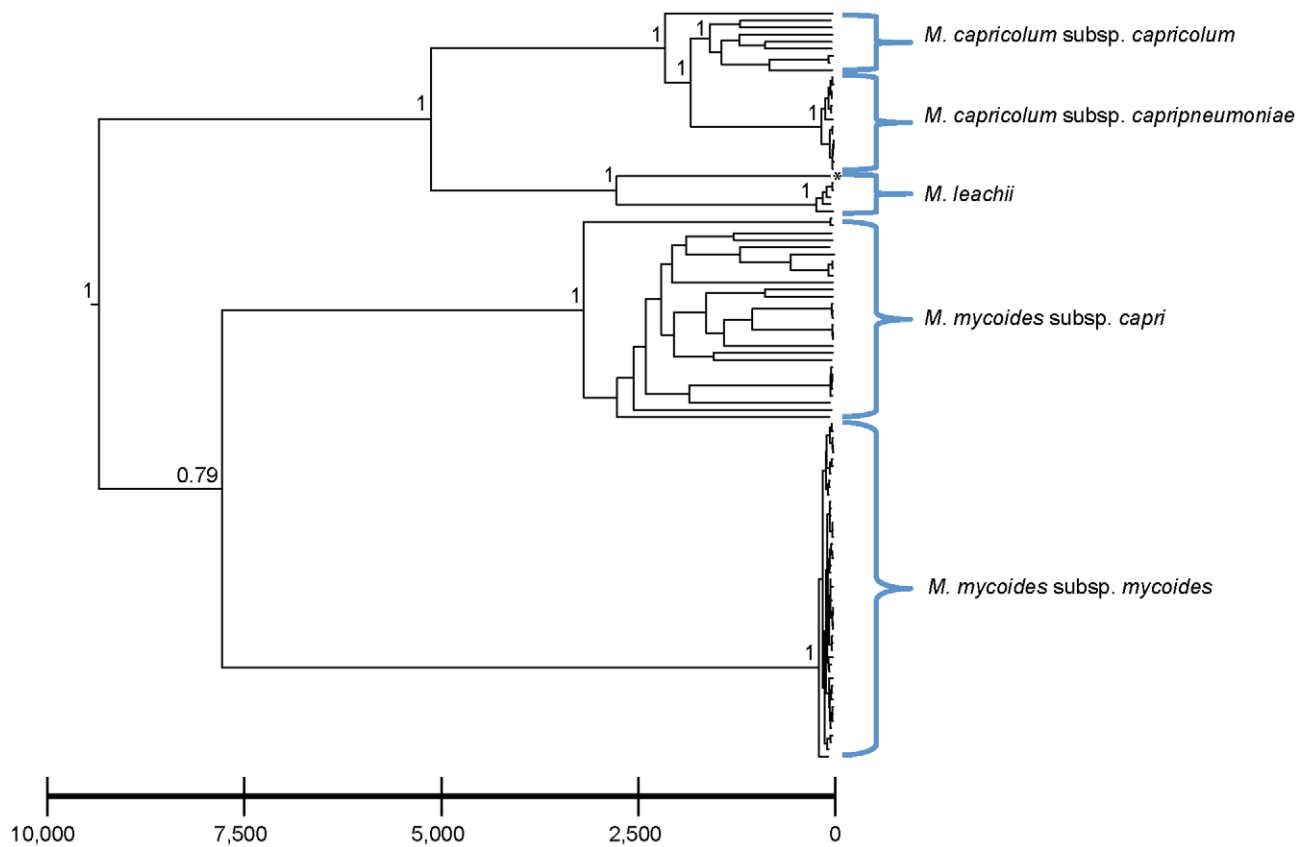 M. capricolum subsp. capricolum
1
1
1
1
M. capricolum subsp. capripneumoniae
1
1
*
1
M. leachii
1
1
M. mycoides subsp. capri
0.79
M. mycoides subsp. mycoides
1
10,000 7,500 5,000 2,500 0